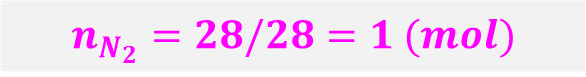 n_{N_2} = 28/28 = 1 (mol)